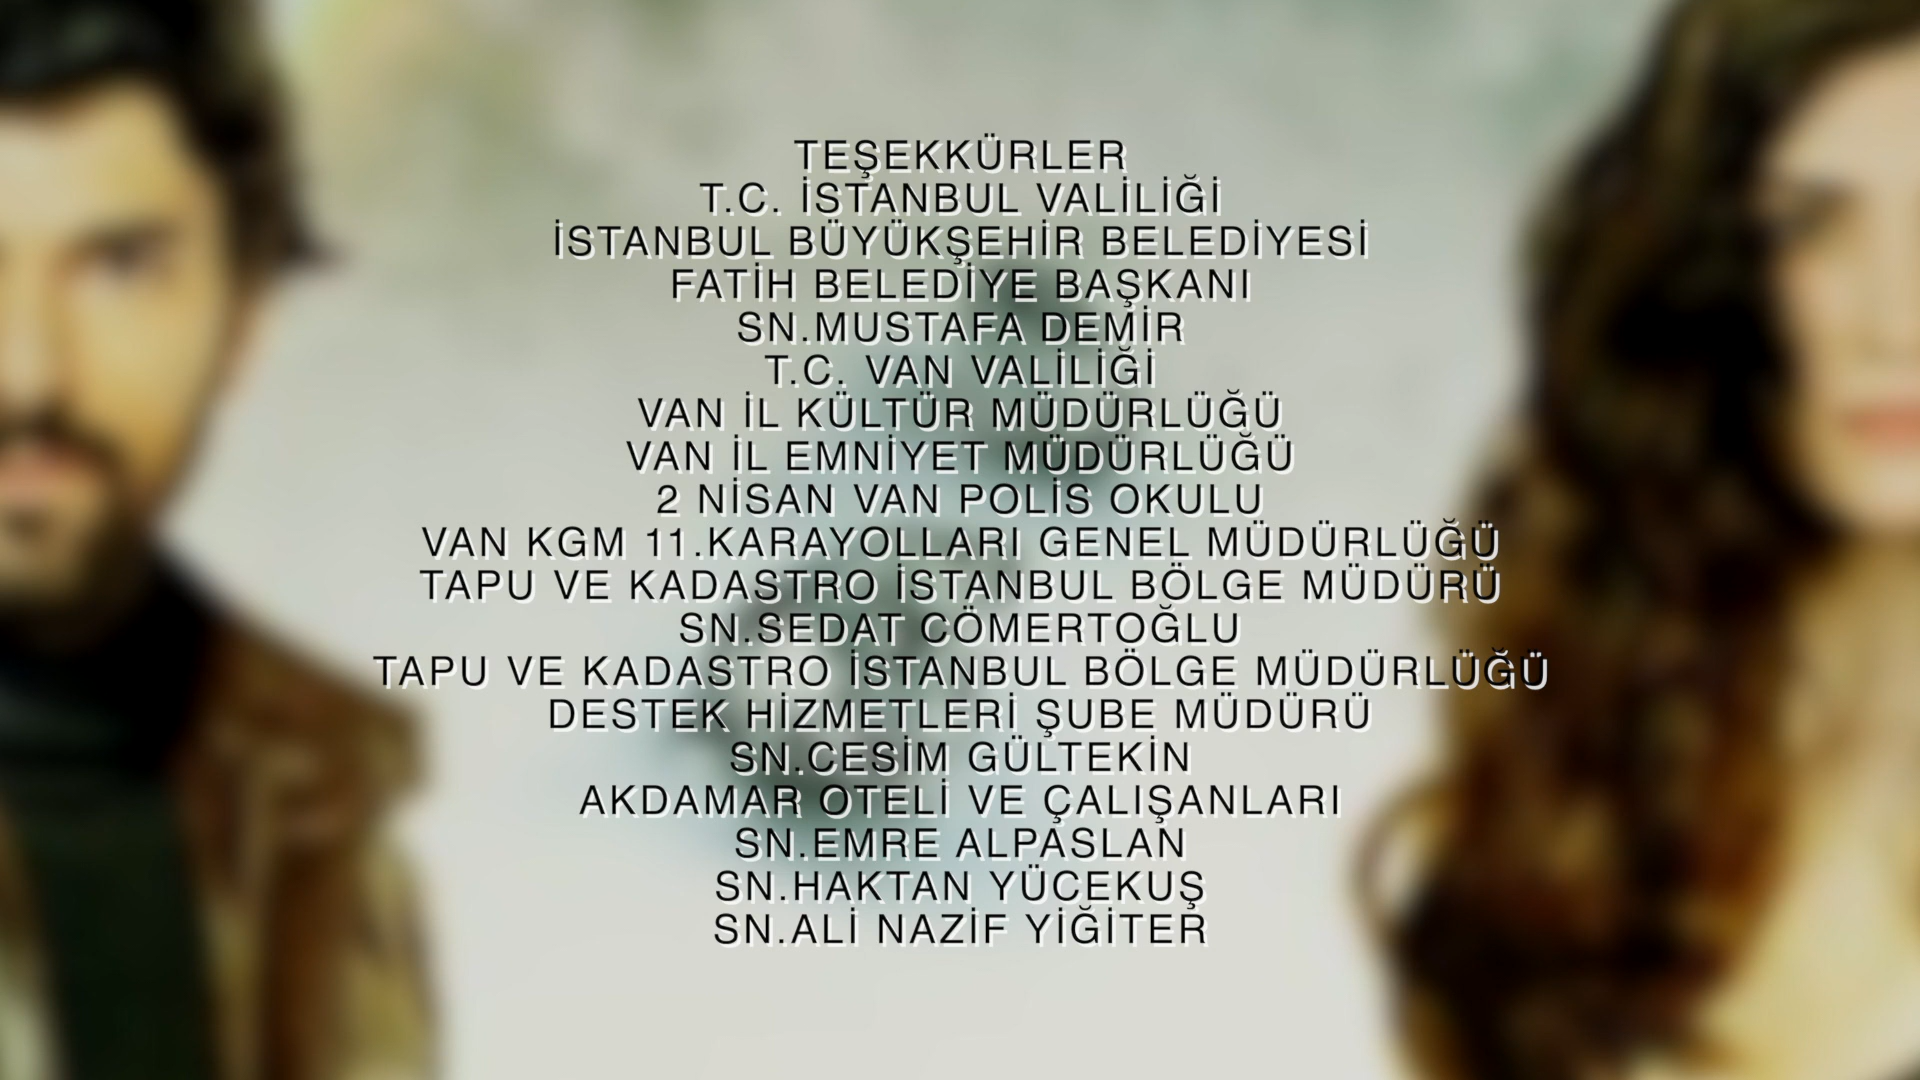 TEŞEKKÜRLER
T.C. İSTANBUL VALİLİĞİ
İSTANBUL BÜYÜKŞEHİR BELEDİYESİ
FATİH BELEDİYE BAŞKANI
SN.MUSTAFA DEMİR
T.C. VAN VALİLİĞİ
VAN İL KÜLTÜR MÜDÜRLÜĞÜ
VAN İL EMNİYET MÜDÜRLÜĞÜ
2 NİSAN VAN POLİS OKULU
VAN KGM 11.KARAYOLLARI GENEL MÜDÜRLÜĞÜ
TAPU VE KADASTRO İSTANBUL BÖLGE MÜDÜRÜ
SN.SEDAT CÖMERTOĞLU
TAPU VE KADASTRO İSTANBUL BÖLGE MÜDÜRLÜĞÜ
DESTEK HİZMETLERİ ŞUBE MÜDÜRÜ
SN.CESİM GÜLTEKİN
AKDAMAR OTELİ VE ÇALIŞANLARI
SN.EMRE ALPASLAN
SN.HAKTAN YÜCEKUŞ
SN.ALİ NAZİF YİĞİTER